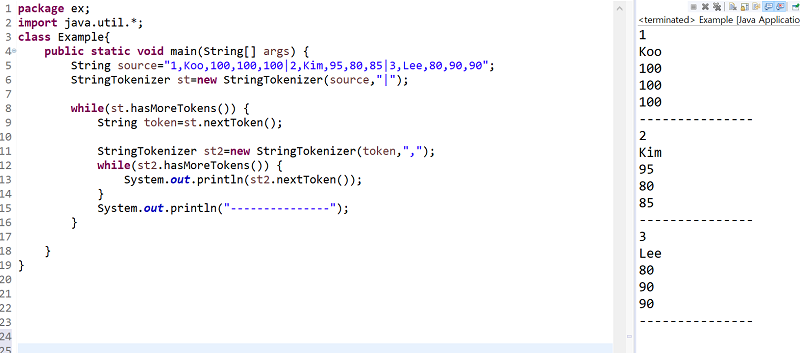 1 package ex;
2 import java.util.*;
3 class Example{
4 public static void main(String[] args) {
5 String source="1,Koo,100,100,100|2,Kim,95,80,85|3,Lee,80,90,90";
6 StringTokenizer st=new StringTokenizer(source,"|");
7
8 while(st.hasMoreTokens()) {
9 String token=st.nextToken();
10
11 StringTokenizer st2=new StringTokenizer(token,",");
12 while(st2.hasMoreTokens()) {
13 System.out.println(st2.nextToken());
14 }
15 System.out.println("---------------");
16 }
17
18 }
19 }
20
21
22
23
24
25
<terminated> Example [Java Applicatio
1
Koo
100
100
100
---------------
2
Kim
95
80
85
---------------
3
Lee
80
90
90
---------------